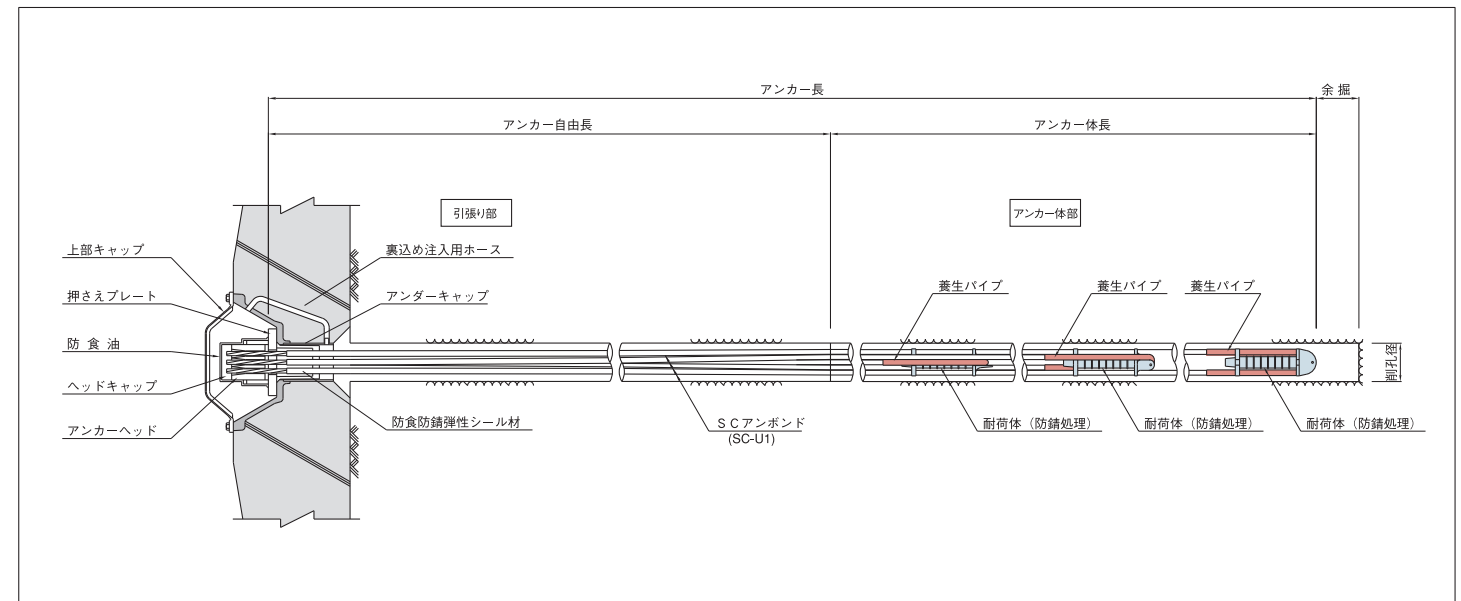 アンカー長
余 掘
アンカー自由長
アンカー体長
引張り部
アンカー体部
上部キャップ
裏込め注入用ホース
押さえプレート
アンダーキャップ
養生パイプ
養生パイプ
養生パイプ
防 食 油
削孔径
ヘッドキャップ
アンカーヘッド
防食防錆弾性シール材
SCアンボンド
(SC-U1)
耐荷体（防錆処理）
耐荷体（防錆処理）
耐荷体（防錆処理）